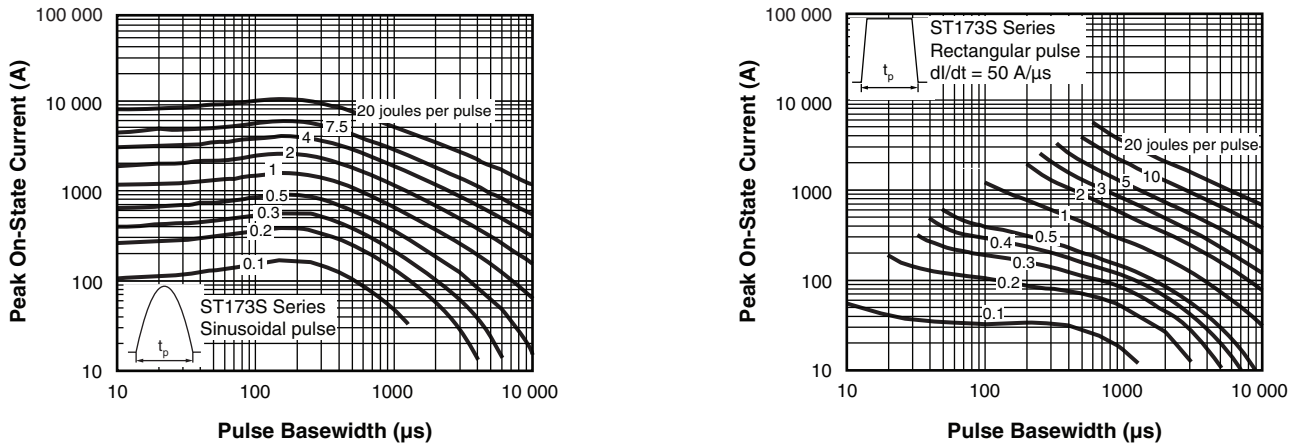 Peak On-State Current (A)
100 000
10 000
1000
100
10
20 joules per pulse
7.5
4
2
1
0.5
0.3
0.2
0.1
ST173S Series
Sinusoidal pulse
tp
10
100
1000
10 000
Pulse Basewidth (µs)
Peak On-State Current (A)
100 000
10 000
1000
100
10
ST173S Series
Rectangular pulse
dI/dt = 50 A/µs
tp
20 joules per pulse
10
5
3
2
1
0.5
0.4
0.3
0.2
0.1
10
100
1000
10 000
Pulse Basewidth (µs)